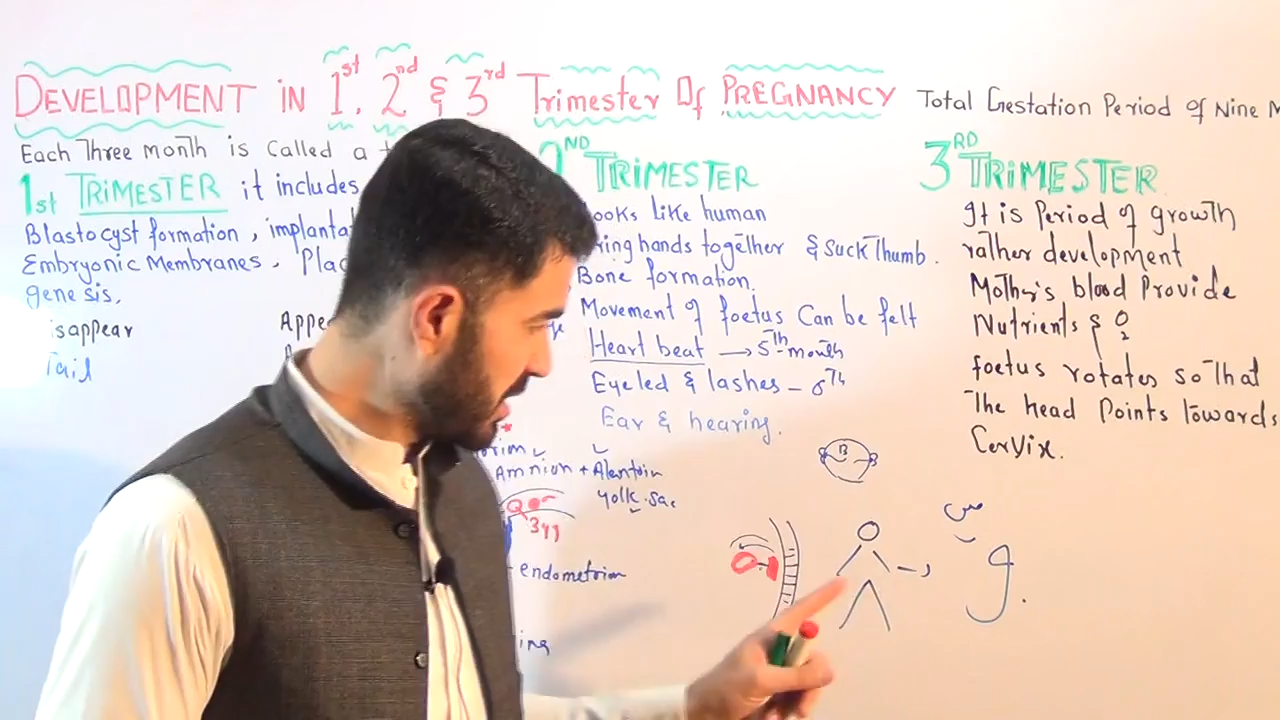 DEVELOPMENT IN 1st, 2nd & 3rd Trimester Of PREGNANCY
Total Gestation Period of Nine
Each Three month is called a
1st TRIMESTER it includes
Blastocyst formation, implanta
Embryonic Membranes, Plac
genesis.
isappear
Appe
Tail
2ND TRIMESTER
ooks like human
ring hands together & suck Thumb.
Bone formation.
Movement of foetus Can be felt
Heart beat → 5Th month
Eyeled & lashes - 6Th
Ear & hearing.
Amnion + Alantoin
yolk sac
endometrim
ing
B
3RD TRIMESTER
It is Period of growth
rather development
Mother's blood Provide
Nutrients & O2
foetus rotates so that
The head Points towards
Cervix.